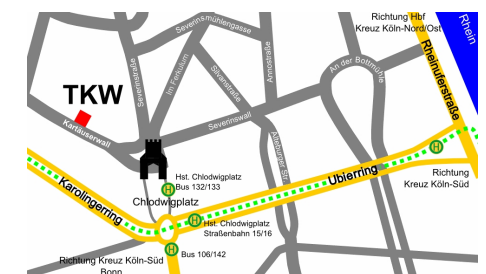 Severinsmühlengasse
Richtung Hbf
Kreuz Köln-Nord/Ost
Rhein
Rheinuferstraße
Severinstraße
Im Ferkulum
Silvanstraße
Annostraße
An der Bottmühle
TKW
Kartäuserwall
Severinswall
Alteburger Str.
Hst. Chlodwigplatz
Bus 132/133
Chlodwigplatz
Karolingerring
Ubierring
H
H
H
H
Richtung
Kreuz Köln-Süd
Hst. Chlodwigplatz
Straßenbahn 15/16
Bus 106/142
Richtung Kreuz Köln-Süd
Bonn